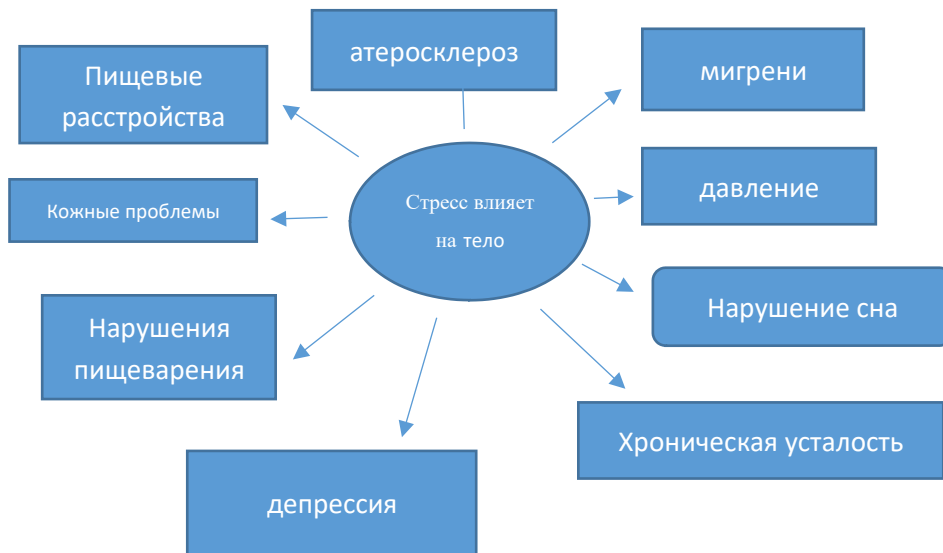 атеросклероз
мигрени
Пищевые
расстройства
давление
Кожные проблемы
Стресс влияет
на тело
Нарушение сна
Нарушения
пищеварения
Хроническая усталость
депрессия